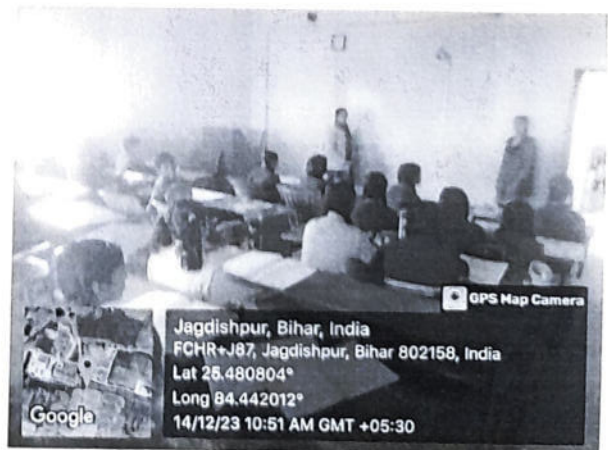 GPS Map Camera
Jagdishpur, Bihar, India
FCHR+J87, Jagdishpur, Bihar 802158, India
Lat 25.480804°
Long 84.442012°
14/12/23 10:51 AM GMT +05:30
Google